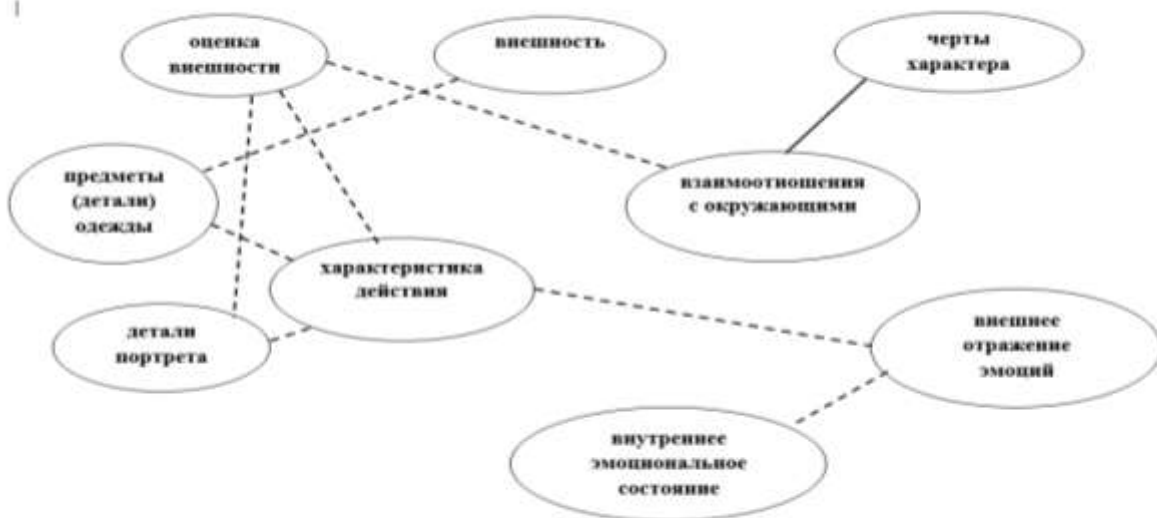 оценка
внешности
внешность
черты
характера
предметы
(детали)
одежды
взаимоотношения
с окружающими
характеристика
действия
детали
портрета
внешнее
отражение
эмоций
внутреннее
эмоциональное
состояние